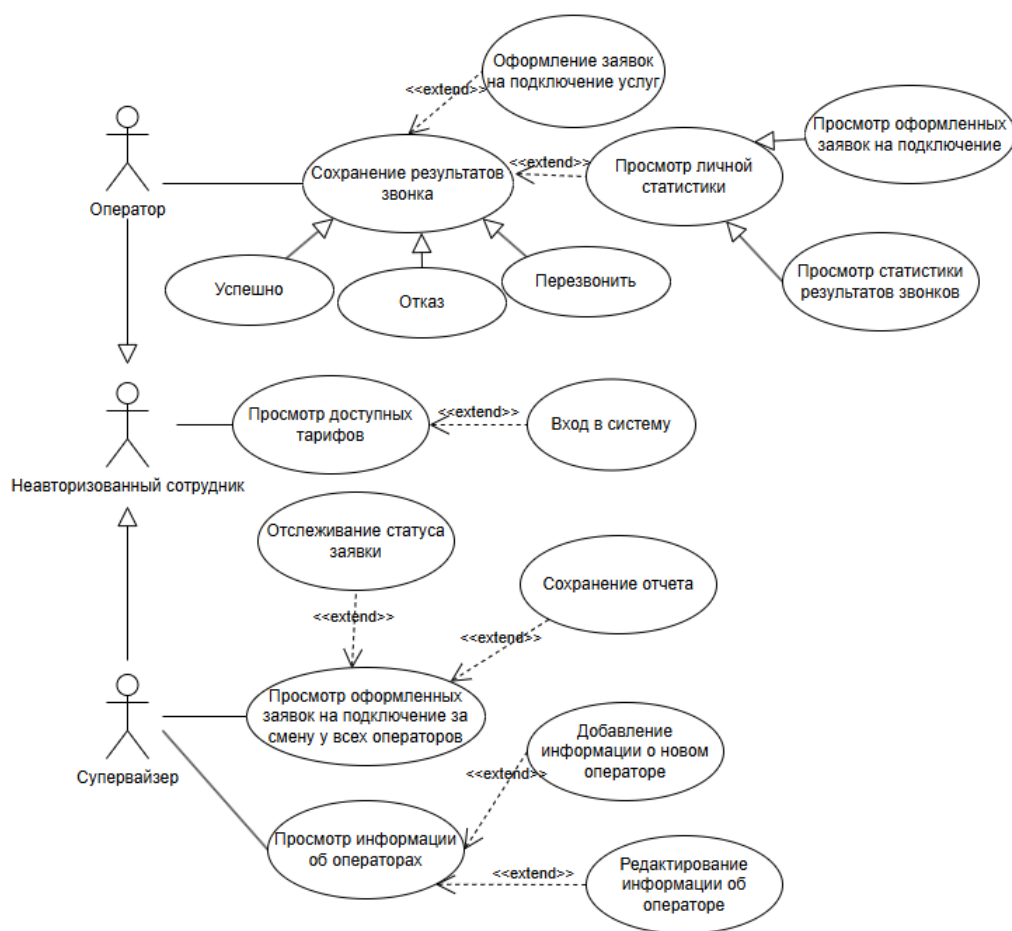 Оформление заявок
на подключение услуг
<<extend>>
Оператор
Сохранение результатов
звонка
<<extend>>
Просмотр личной
статистики
Просмотр оформленных
заявок на подключение
Успешно
Отказ
Перезвонить
Просмотр статистики
результатов звонков
Неавторизованный сотрудник
Просмотр доступных
тарифов
<<extend>>
Вход в систему
Отслеживание статуса
заявки
<<extend>>
Сохранение отчета
<<extend>>
Супервайзер
Просмотр оформленных
заявок на подключение за
смену у всех операторов
Добавление
информации о новом
операторе
<<extend>>
Просмотр информации
об операторах
<<extend>>
Редактирование
информации об
операторе